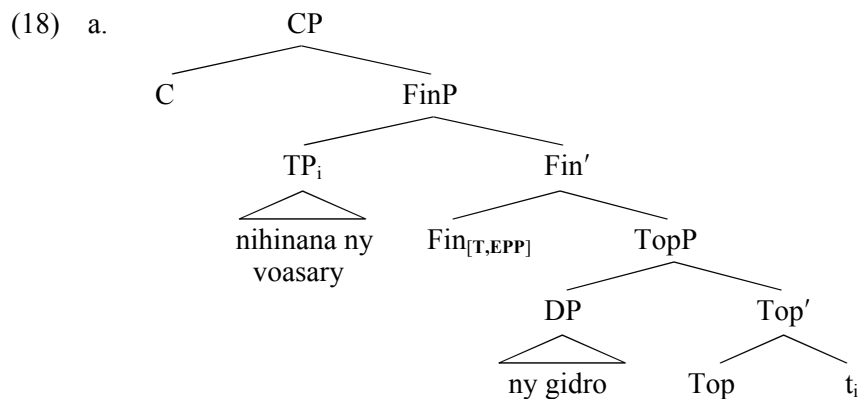 (18) a. CP
C FinP
TPᵢ Fin′
nihinana ny
voasary
Fin[T,EPP] TopP
DP Top′
ny gidro Top tᵢ